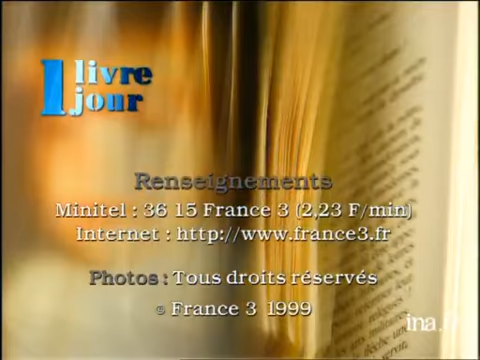 1 livre
jour
Renseignements
Minitel : 36 15 France 3 (2,23 F/min)
Internet : http://www.france3.fr
Photos : Tous droits réservés
© France 3 1999
ina.fr